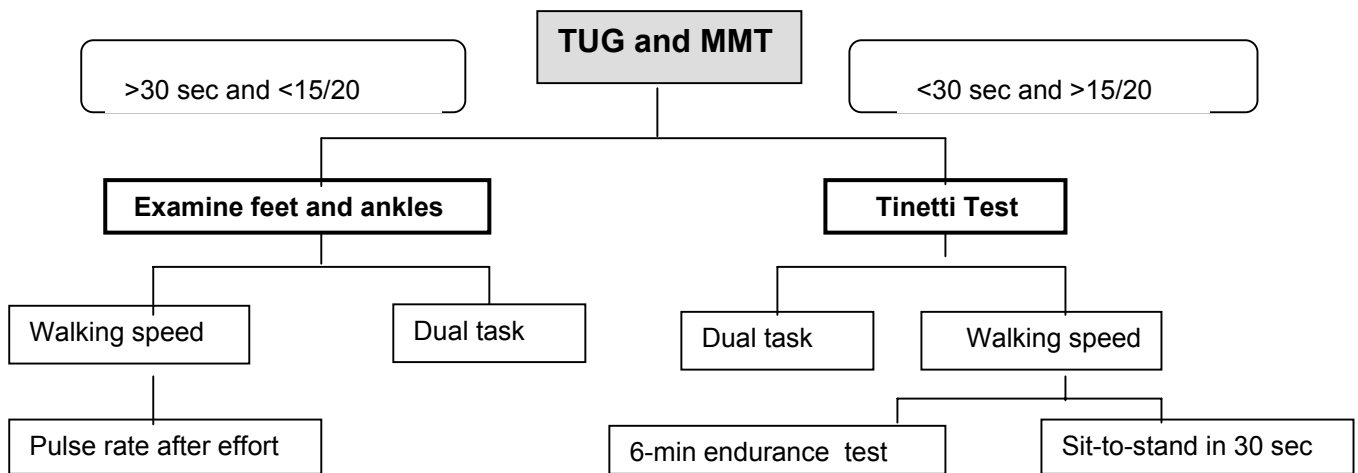 TUG and MMT
>30 sec and <15/20
<30 sec and >15/20
Examine feet and ankles
Tinetti Test
Walking speed
Dual task
Dual task
Walking speed
Pulse rate after effort
6-min endurance test
Sit-to-stand in 30 sec